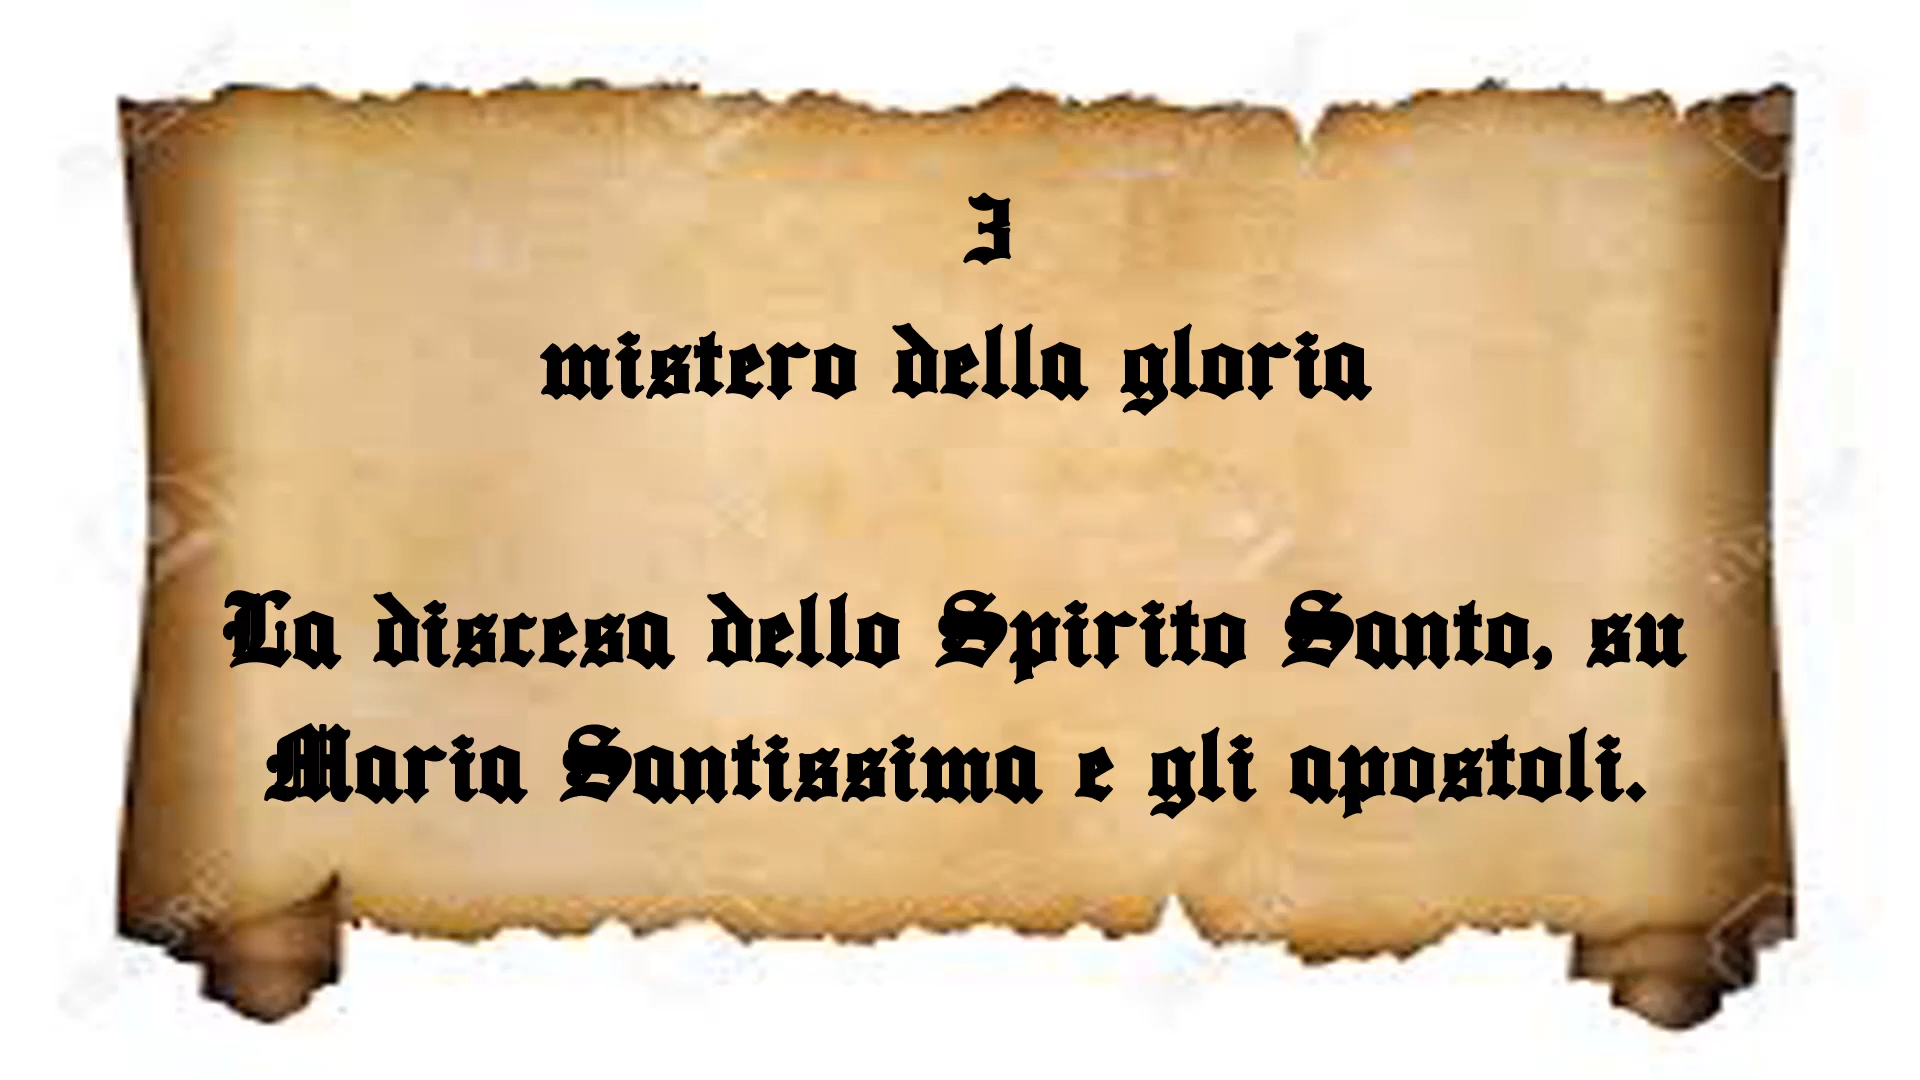 3
mistero della gloria
La discesa dello Spirito Santo, su
Maria Santissima e gli apostoli.